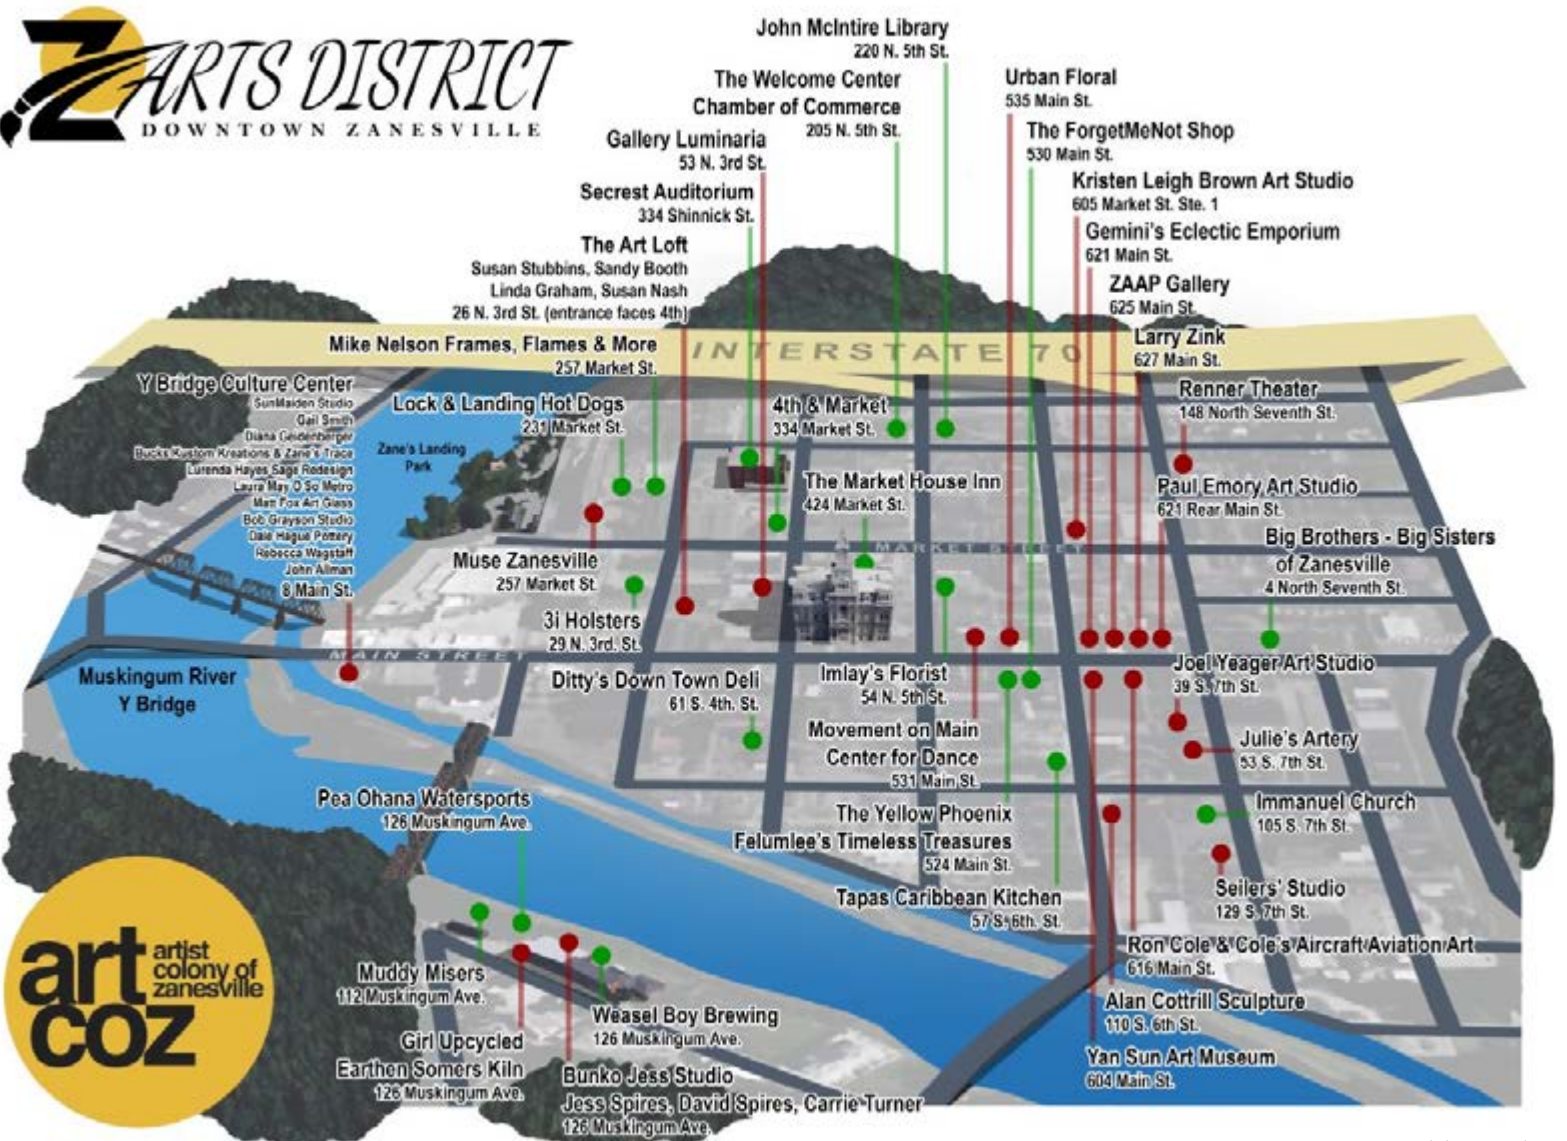 Z ARTS DISTRICT
DOWNTOWN ZANESVILLE
John McIntire Library
220 N. 5th St.
The Welcome Center
Chamber of Commerce
205 N. 5th St.
Gallery Luminaria
53 N. 3rd St.
Secrest Auditorium
334 Shinnick St.
The Art Loft
Susan Stubbins, Sandy Booth
Linda Graham, Susan Nash
26 N. 3rd St. (entrance faces 4th)
Mike Nelson Frames, Flames & More
257 Market St.
Urban Floral
535 Main St.
The ForgetMeNot Shop
530 Main St.
Kristen Leigh Brown Art Studio
605 Market St. Ste. 1
Gemini's Eclectic Emporium
621 Main St.
ZAAP Gallery
625 Main St.
Larry Zink
627 Main St.
INTERSTATE 70
Renner Theater
148 North Seventh St.
Y Bridge Culture Center
SunMaiden Studio
Gail Smith
Diana Geidenberger
Bucks Kustom Kreations & Zane's Trace
Lurenda Hayes Sage Redesign
Laura May O So Metro
Matt Fox Art Glass
Bob Grayson Studio
Dale Hague Pottery
Rebecca Wagstaff
John Allman
8 Main St.
Lock & Landing Hot Dogs
231 Market St.
Zane's Landing
Park
4th & Market
334 Market St.
The Market House Inn
424 Market St.
Paul Emory Art Studio
621 Rear Main St.
Big Brothers - Big Sisters
of Zanesville
4 North Seventh St.
MARKET STREET
Muse Zanesville
257 Market St.
3i Holsters
29 N. 3rd. St.
MAIN STREET
Muskingum River
Y Bridge
Ditty's Down Town Deli
61 S. 4th. St.
Imlay's Florist
54 N. 5th St.
Movement on Main
Center for Dance
531 Main St.
Joel Yeager Art Studio
39 S. 7th St.
Julie's Artery
53 S. 7th St.
Pea Ohana Watersports
126 Muskingum Ave.
The Yellow Phoenix
Felumlee's Timeless Treasures
524 Main St.
Immanuel Church
105 S. 7th St.
Tapas Caribbean Kitchen
57 S. 6th. St.
Seilers' Studio
129 S. 7th St.
Ron Cole & Cole's Aircraft Aviation Art
616 Main St.
Alan Cottrill Sculpture
110 S. 6th St.
Yan Sun Art Museum
604 Main St.
Muddy Misers
112 Muskingum Ave.
Weasel Boy Brewing
126 Muskingum Ave.
Girl Upcycled
Earthen Somers Kiln
126 Muskingum Ave.
Bunko Jess Studio
Jess Spires, David Spires, Carrie Turner
126 Muskingum Ave.
art
coz
artist
colony of
zanesville